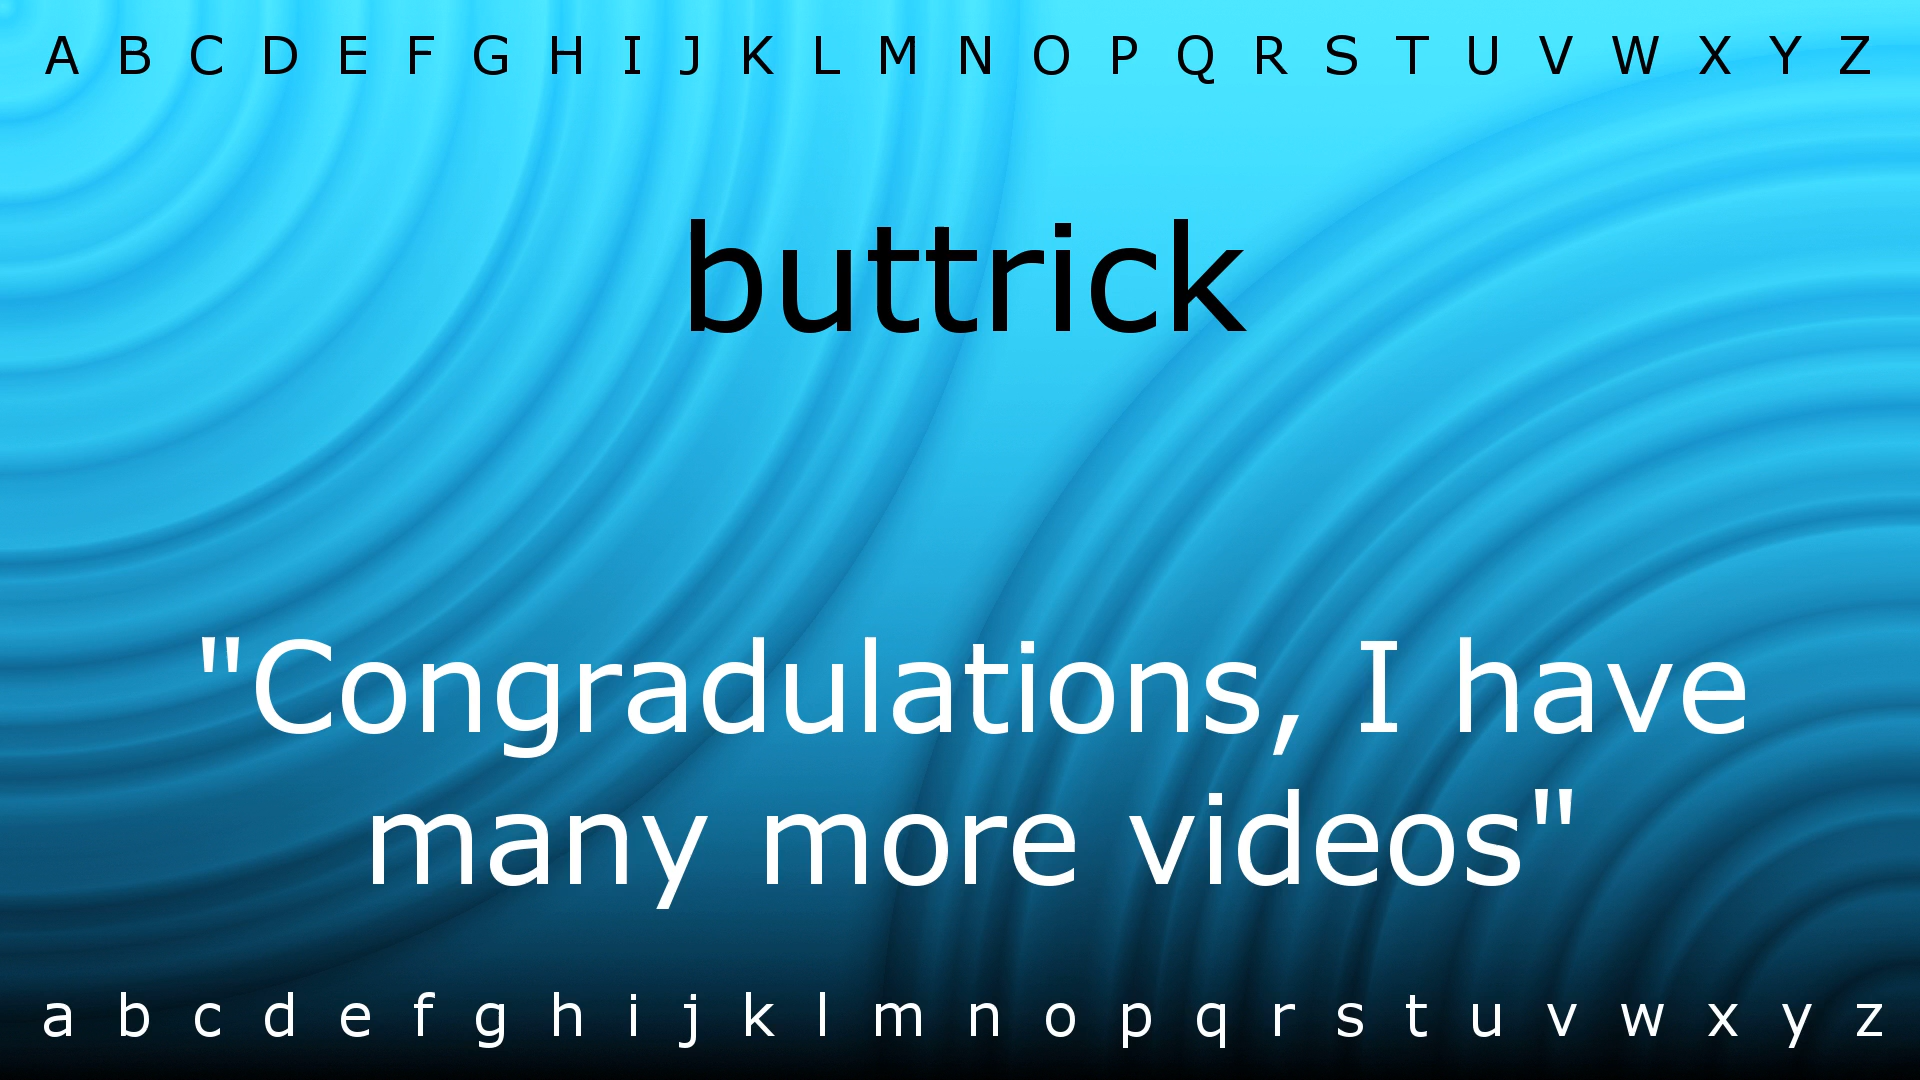 A B C D E F G H I J K L M N O P Q R S T U V W X Y Z
buttrick
"Congradulations, I have
many more videos"
a b c d e f g h i j k l m n o p q r s t u v w x y z